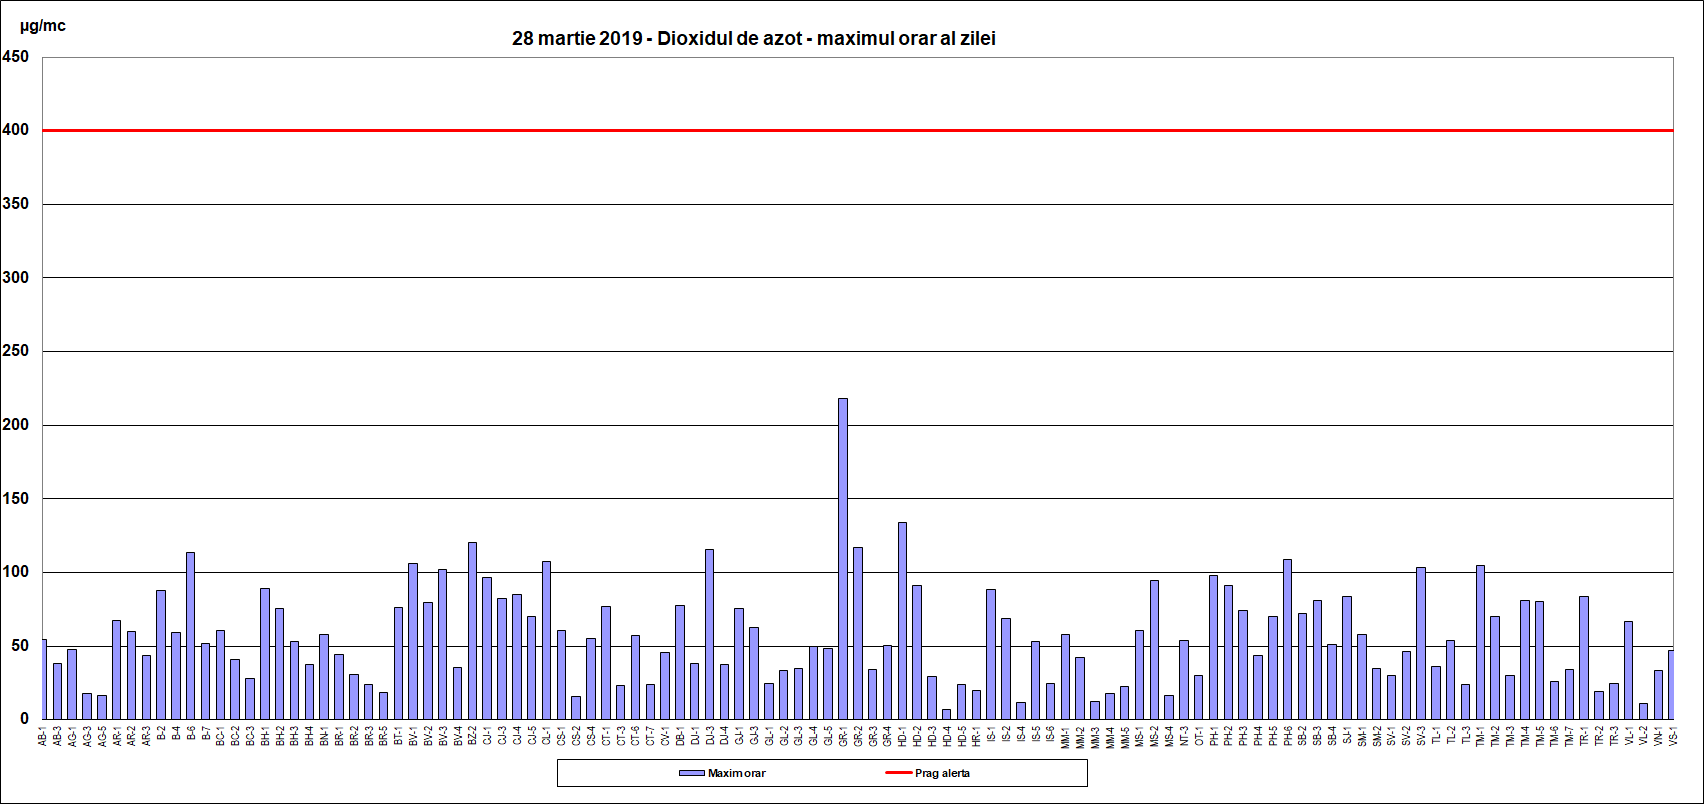 µg/mc
28 martie 2019 - Dioxidul de azot - maximul orar al zilei
450
400
350
300
250
200
150
100
50
0
AB-1 AB-3 AG-1 AG-3 AG-5 AR-1 AR-2 AR-3 B-2 B-4 B-6 B-7 BC-1 BC-2 BC-3 BH-1 BH-2 BH-3 BH-4 BN-1 BR-1 BR-2 BR-3 BR-5 BT-1 BV-1 BV-2 BV-3 BV-4 BZ-2 CJ-1 CJ-3 CJ-4 CJ-5 CL-1 CS-1 CS-2 CS-4 CT-1 CT-3 CT-6 CT-7 CV-1 DB-1 DJ-1 DJ-3 DJ-4 GJ-1 GJ-3 GL-1 GL-2 GL-3 GL-4 GL-5 GR-1 GR-2 GR-3 GR-4 HD-1 HD-2 HD-3 HD-4 HD-5 HR-1 IS-1 IS-2 IS-4 IS-5 IS-6 MM-1 MM-2 MM-3 MM-4 MM-5 MS-1 MS-2 MS-4 NT-3 OT-1 PH-1 PH-2 PH-3 PH-4 PH-5 PH-6 SB-2 SB-3 SB-4 SJ-1 SM-1 SM-2 SV-1 SV-2 SV-3 TL-1 TL-2 TL-3 TM-1 TM-2 TM-3 TM-4 TM-5 TM-6 TM-7 TR-1 TR-2 TR-3 VL-1 VL-2 VN-1 VS-1
Maxim orar
Prag alerta